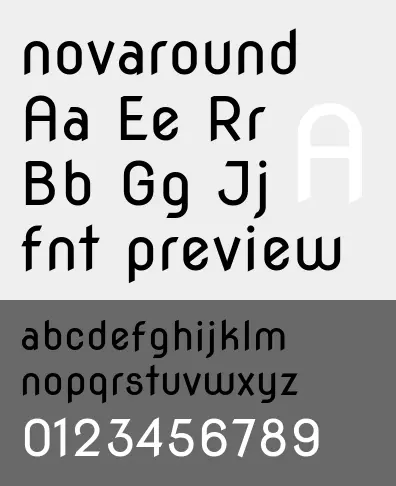 novaround
Aa Ee Rr
A
Bb Gg Jj
fnt preview
abcdefghijklm
nopqrstuvwxyz
0123456789